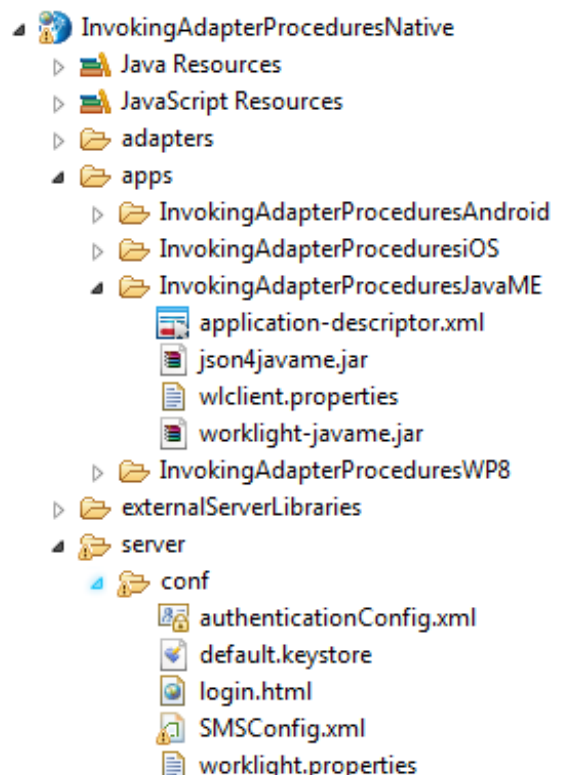 InvokingAdapterProceduresNative
Java Resources
JavaScript Resources
adapters
apps
InvokingAdapterProceduresAndroid
InvokingAdapterProceduresiOS
InvokingAdapterProceduresJavaME
application-descriptor.xml
json4javame.jar
wlclient.properties
worklight-javame.jar
InvokingAdapterProceduresWP8
externalServerLibraries
server
conf
authenticationConfig.xml
default.keystore
login.html
SMSConfig.xml
worklight.properties